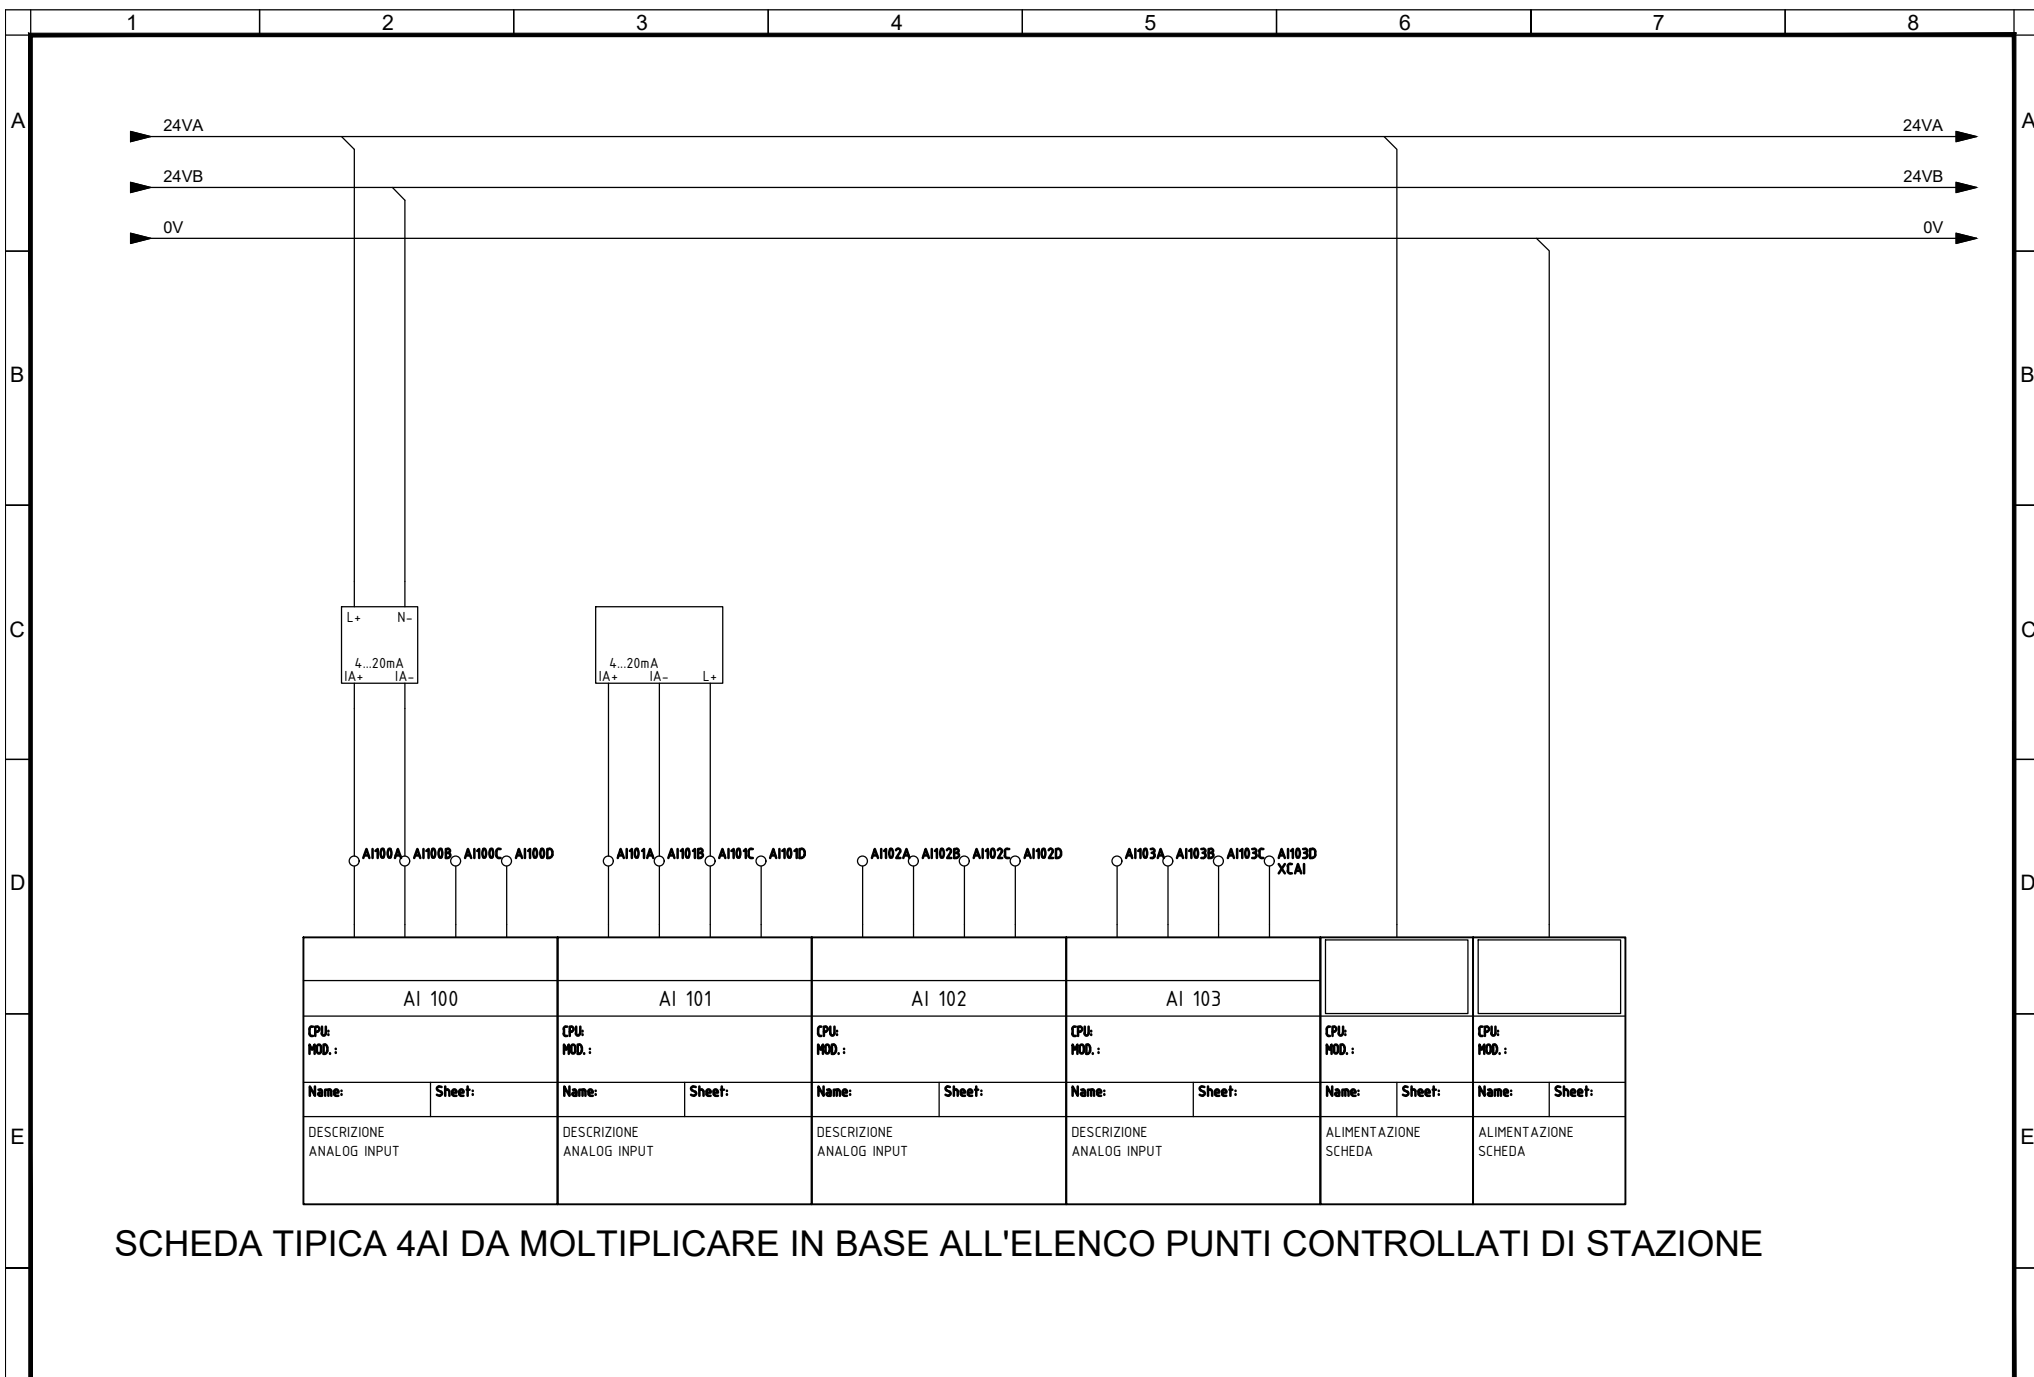 1 2 3 4 5 6 7 8
A 24VA 24VA A
24VB 24VB
0V 0V
B B
L+ N- 
C C
4...20mA 4...20mA
IA+ IA- IA+ IA- L+
AI100A AI100B AI100C AI100D AI101A AI101B AI101C AI101D AI102A AI102B AI102C AI102D AI103A AI103B AI103C AI103D
XCAI
D D
AI 100 AI 101 AI 102 AI 103
CPU: CPU: CPU: CPU: CPU: CPU:
MOD. : MOD. : MOD. : MOD. : MOD. : MOD. :
Name: Sheet: Name: Sheet: Name: Sheet: Name: Sheet: Name: Sheet: Name: Sheet:
E DESCRIZIONE DESCRIZIONE DESCRIZIONE DESCRIZIONE ALIMENTAZIONE ALIMENTAZIONE E
ANALOG INPUT ANALOG INPUT ANALOG INPUT ANALOG INPUT SCHEDA SCHEDA
SCHEDA TIPICA 4AI DA MOLTIPLICARE IN BASE ALL'ELENCO PUNTI CONTROLLATI DI STAZIONE